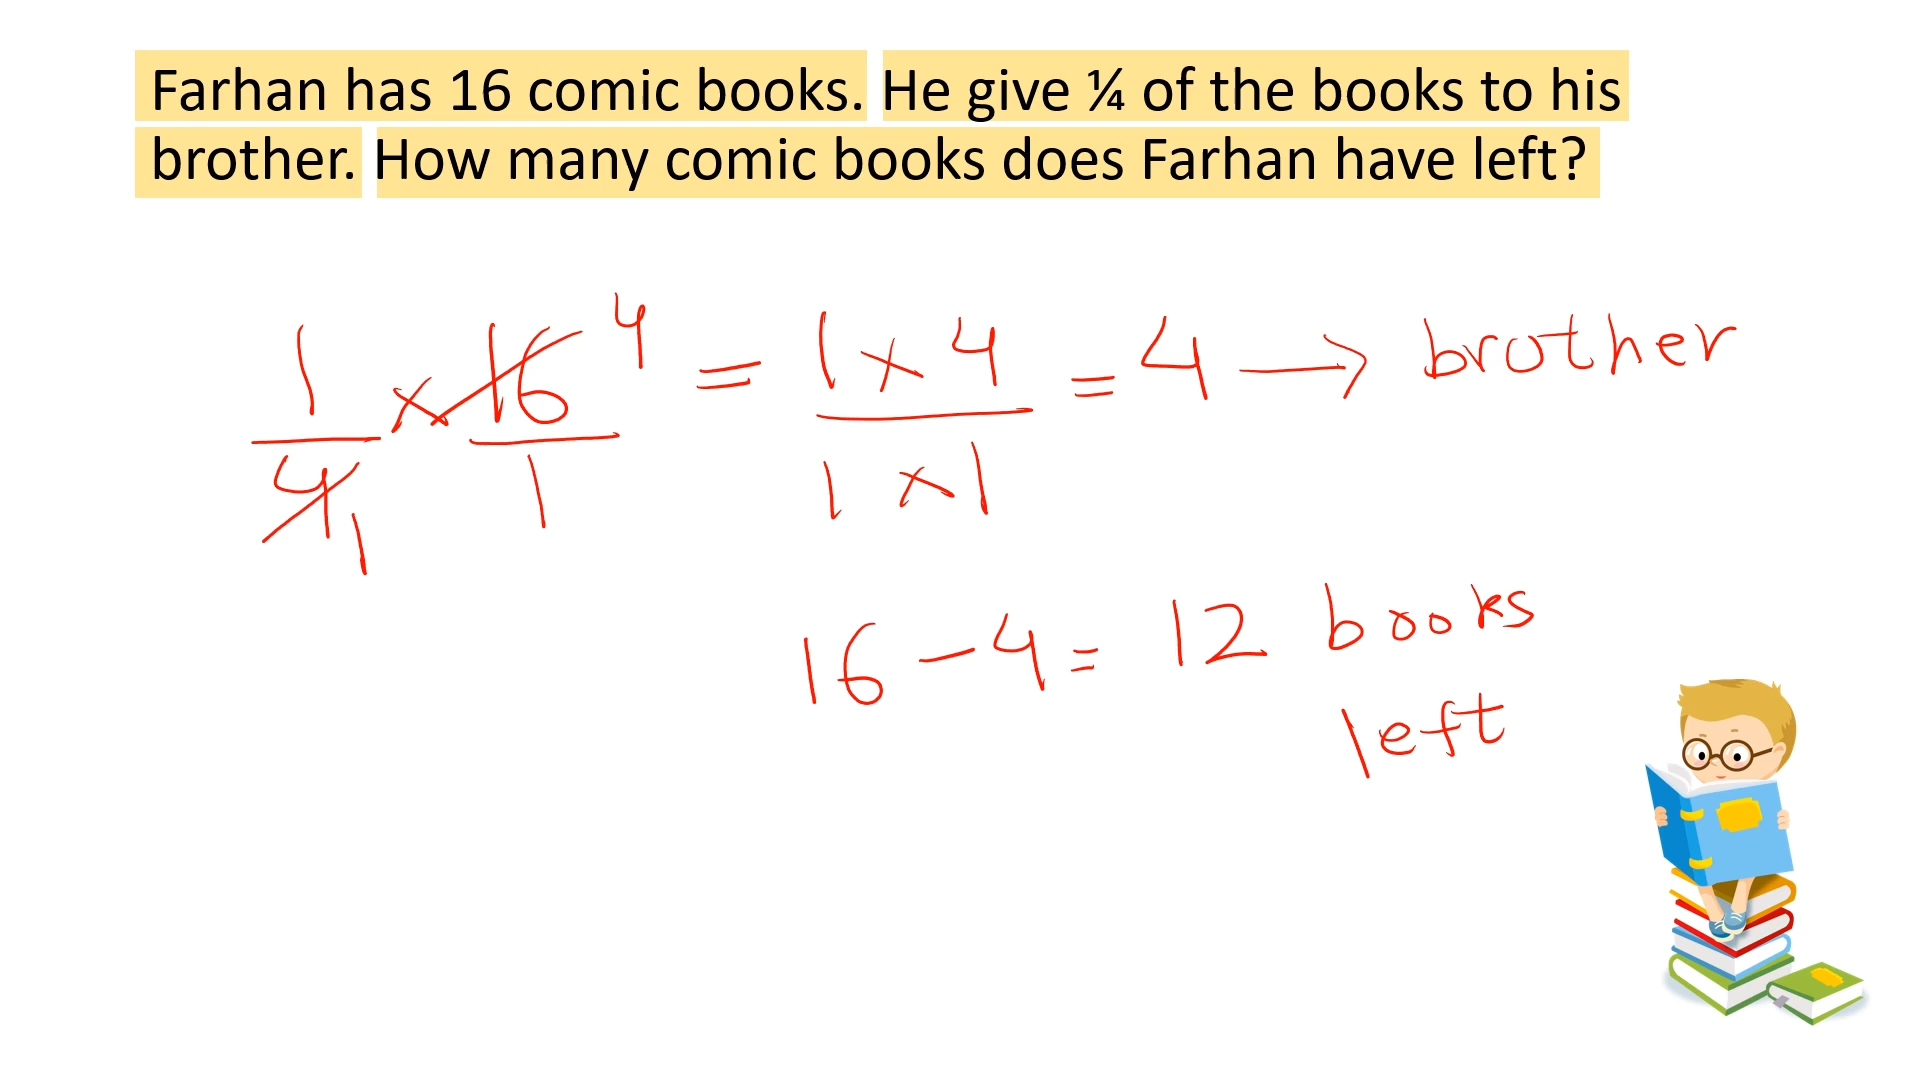 Farhan has 16 comic books. He give ¼ of the books to his
brother. How many comic books does Farhan have left?
1/4 1 × 16/1 4 = 1 × 4 / 1 × 1 = 4 → brother
16 - 4 = 12 books
left